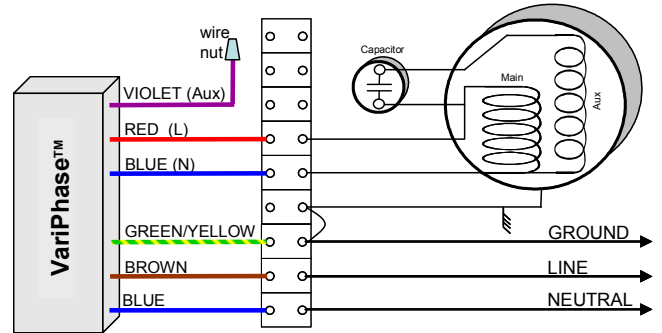 wire
nut
Capacitor
Main
Aux
VIOLET (Aux)
RED (L)
BLUE (N)
VariPhase™
GREEN/YELLOW
GROUND
BROWN
LINE
BLUE
NEUTRAL